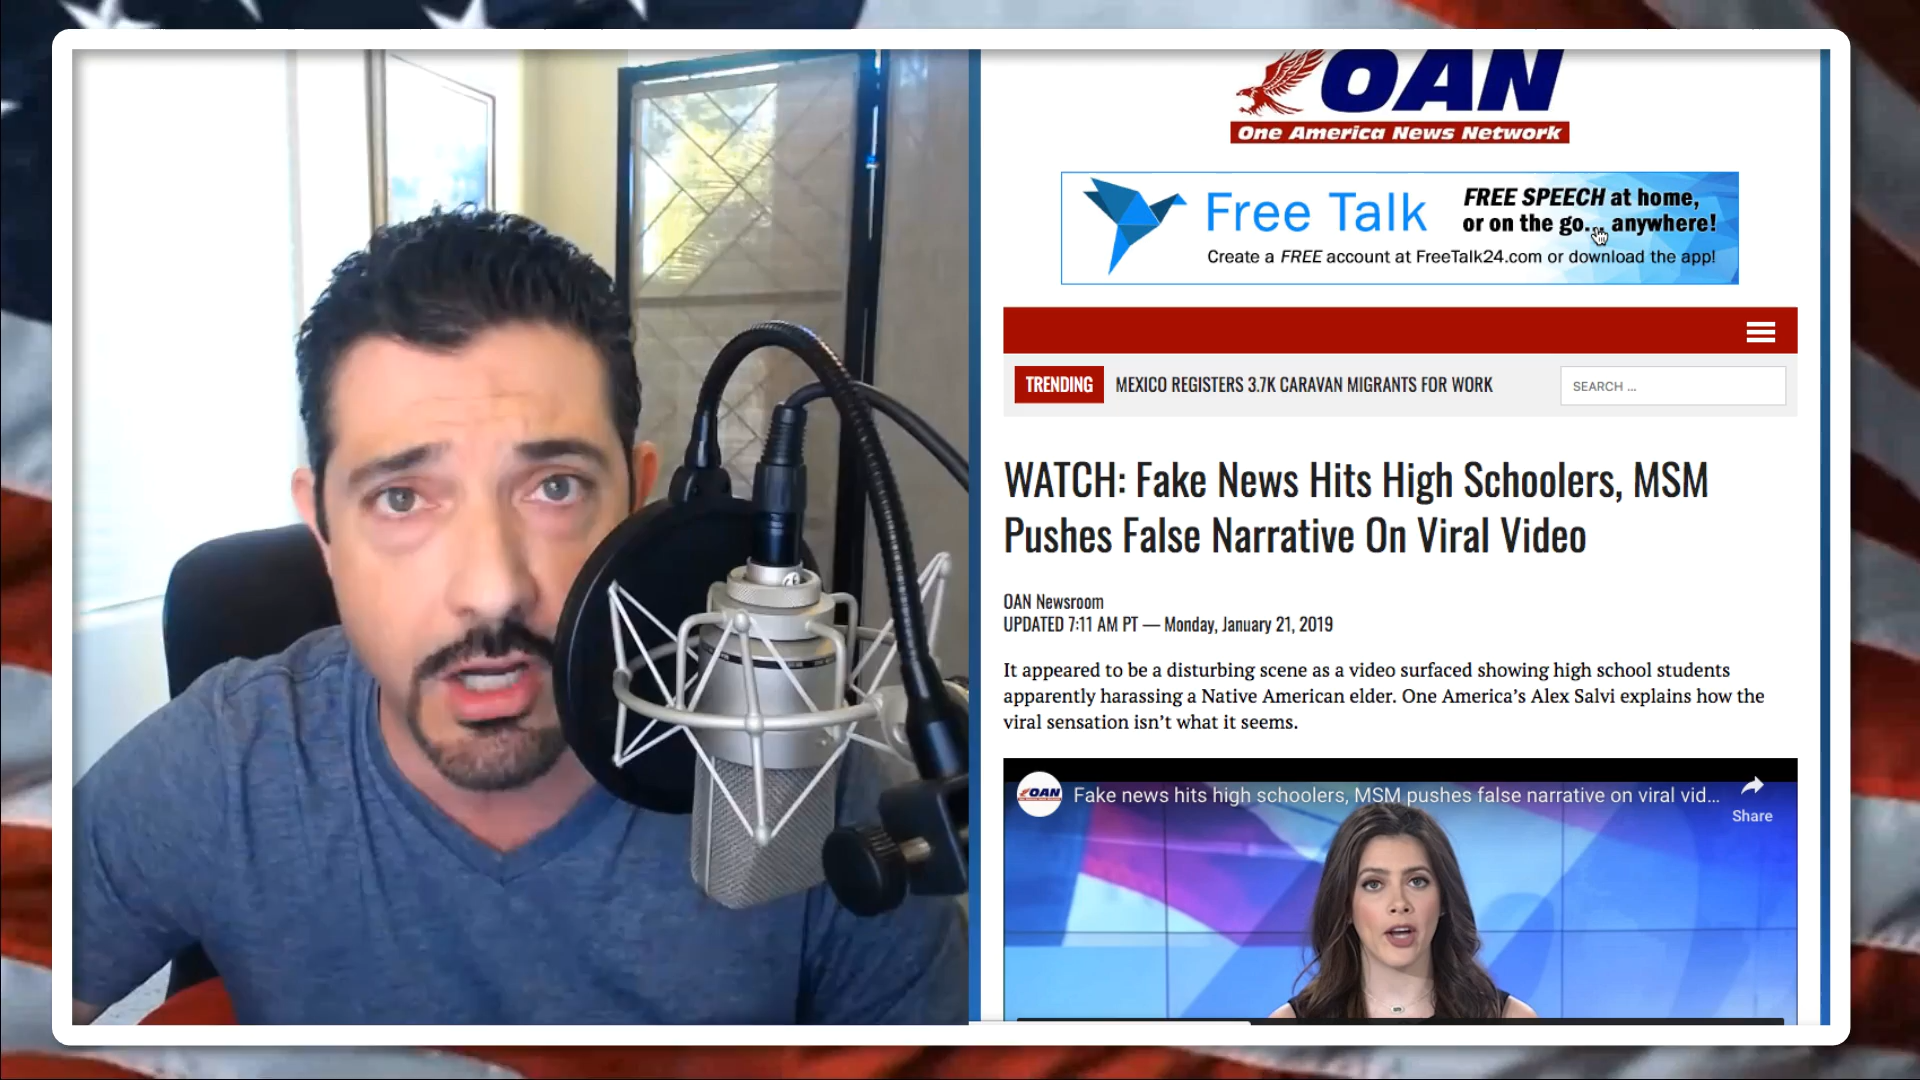 OAN
One America News Network
Free Talk
FREE SPEECH at home,
or on the go... anywhere!
Create a FREE account at FreeTalk24.com or download the app!
TRENDING
MEXICO REGISTERS 3.7K CARAVAN MIGRANTS FOR WORK
SEARCH ...
WATCH: Fake News Hits High Schoolers, MSM
Pushes False Narrative On Viral Video
OAN Newsroom
UPDATED 7:11 AM PT — Monday, January 21, 2019
It appeared to be a disturbing scene as a video surfaced showing high school students
apparently harassing a Native American elder. One America’s Alex Salvi explains how the
viral sensation isn’t what it seems.
OAN
Fake news hits high schoolers, MSM pushes false narrative on viral vid...
Share